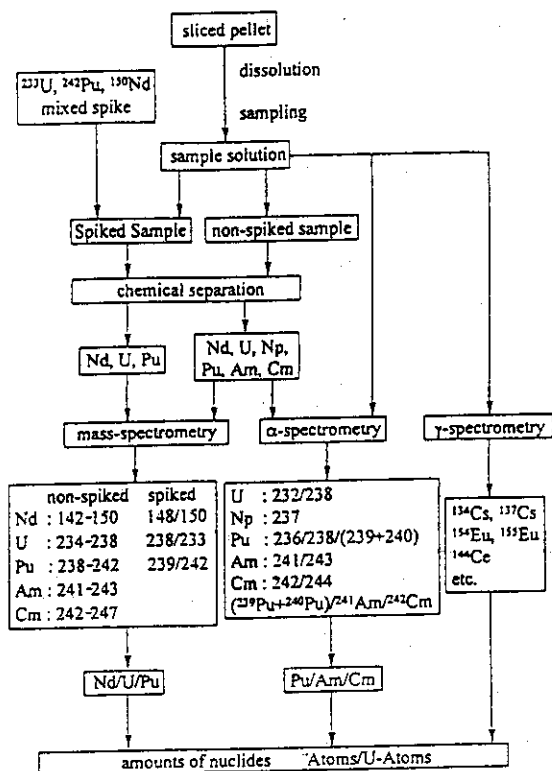 sliced pellet
dissolution
²³³U, ²⁴²Pu, ¹⁵⁰Nd
mixed spike
sampling
sample solution
Spiked Sample
non-spiked sample
chemical separation
Nd, U, Pu
Nd, U, Np,
Pu, Am, Cm
mass-spectrometry
α-spectrometry
γ-spectrometry
non-spiked spiked
Nd : 142-150 148/150
U : 234-238 238/233
Pu : 238-242 239/242
Am : 241-243
Cm : 242-247
U : 232/238
Np : 237
Pu : 236/238/(239+240)
Am : 241/243
Cm : 242/244
(²³⁹Pu+²⁴⁰Pu)/²⁴¹Am/²⁴²Cm
¹³⁴Cs, ¹³⁷Cs
¹⁵⁴Eu, ¹⁵⁵Eu
¹⁴⁴Ce
etc.
Nd/U/Pu
Pu/Am/Cm
amounts of nuclides Atoms/U-Atoms